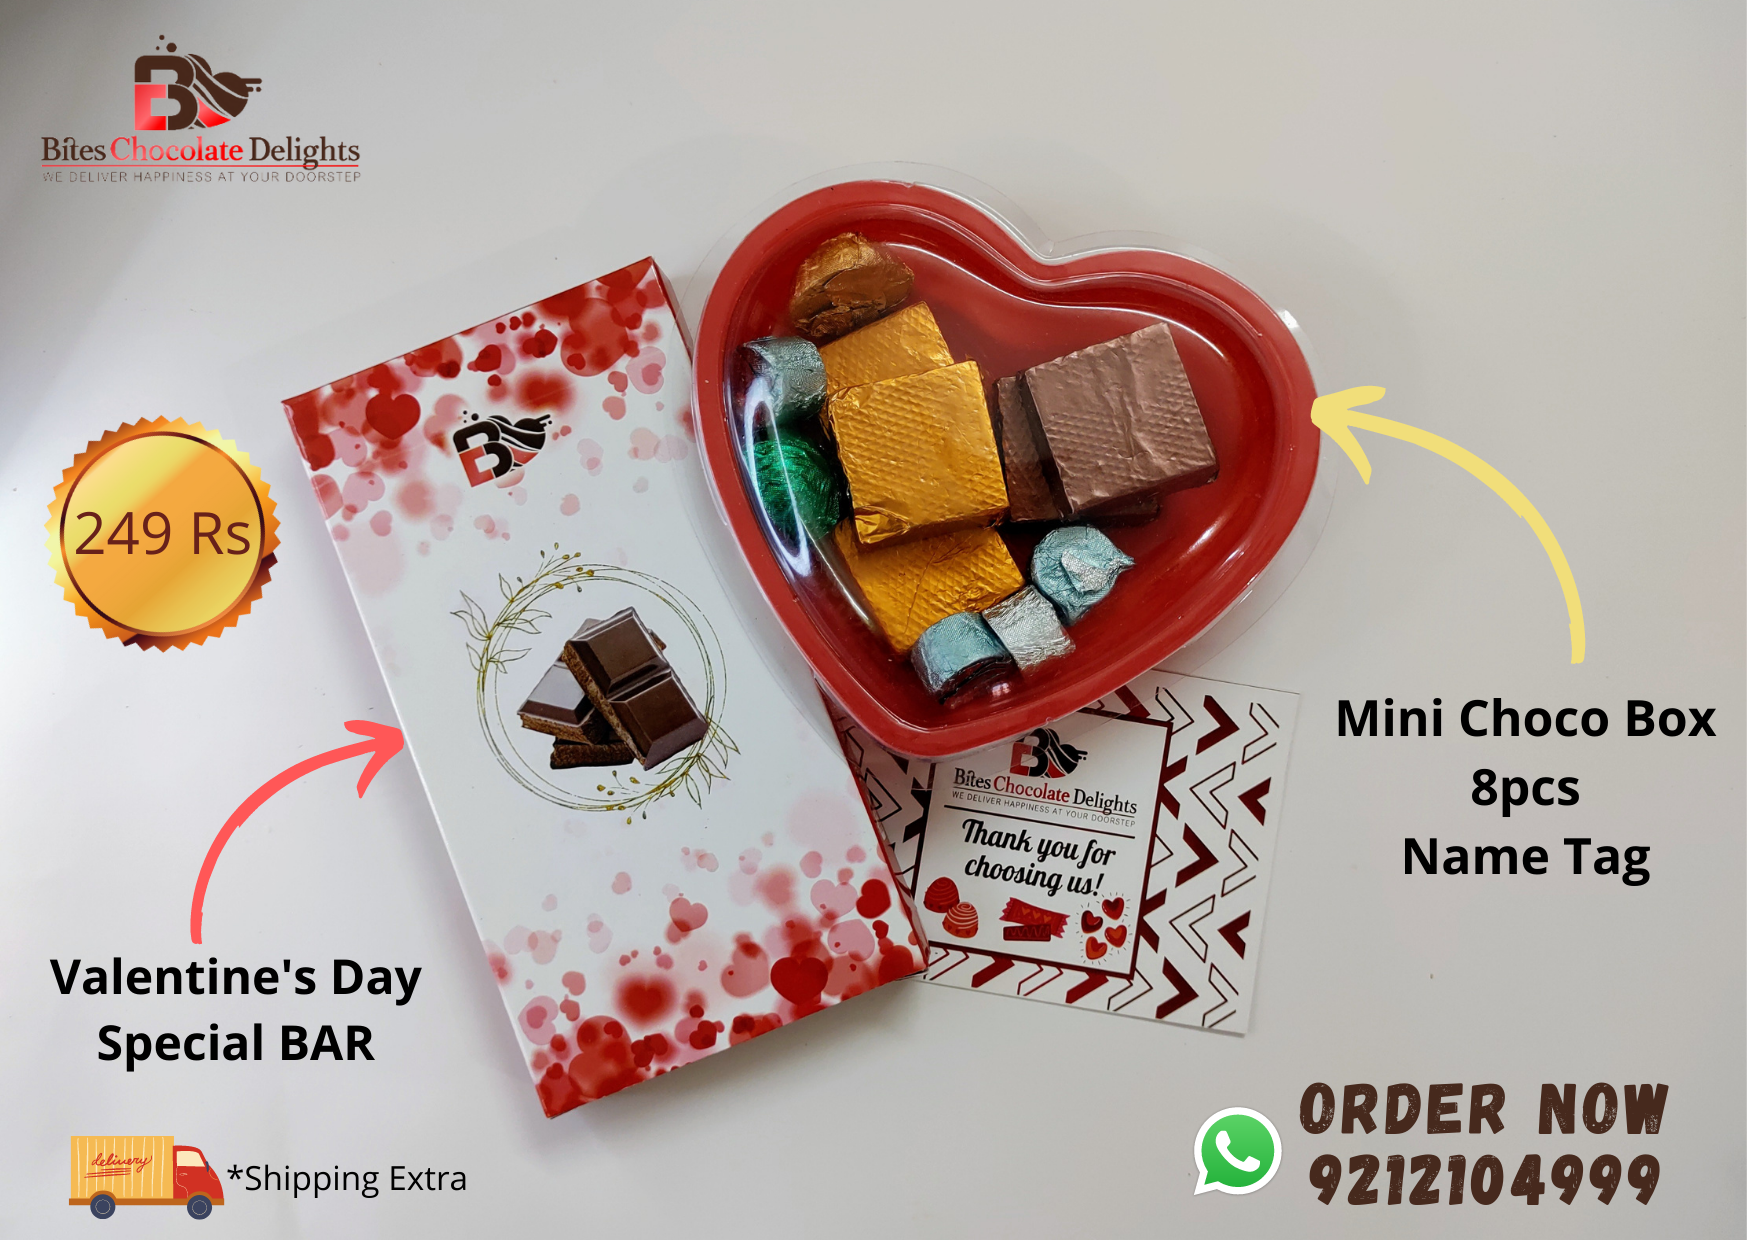 Bites Chocolate Delights
WE DELIVER HAPPINESS AT YOUR DOORSTEP
249 Rs
Valentine's Day
Special BAR
delivery
*Shipping Extra
Mini Choco Box
8pcs
Name Tag
Bites Chocolate Delights
WE DELIVER HAPPINESS AT YOUR DOORSTEP
Thank you for
choosing us!
ORDER NOW
9212104999